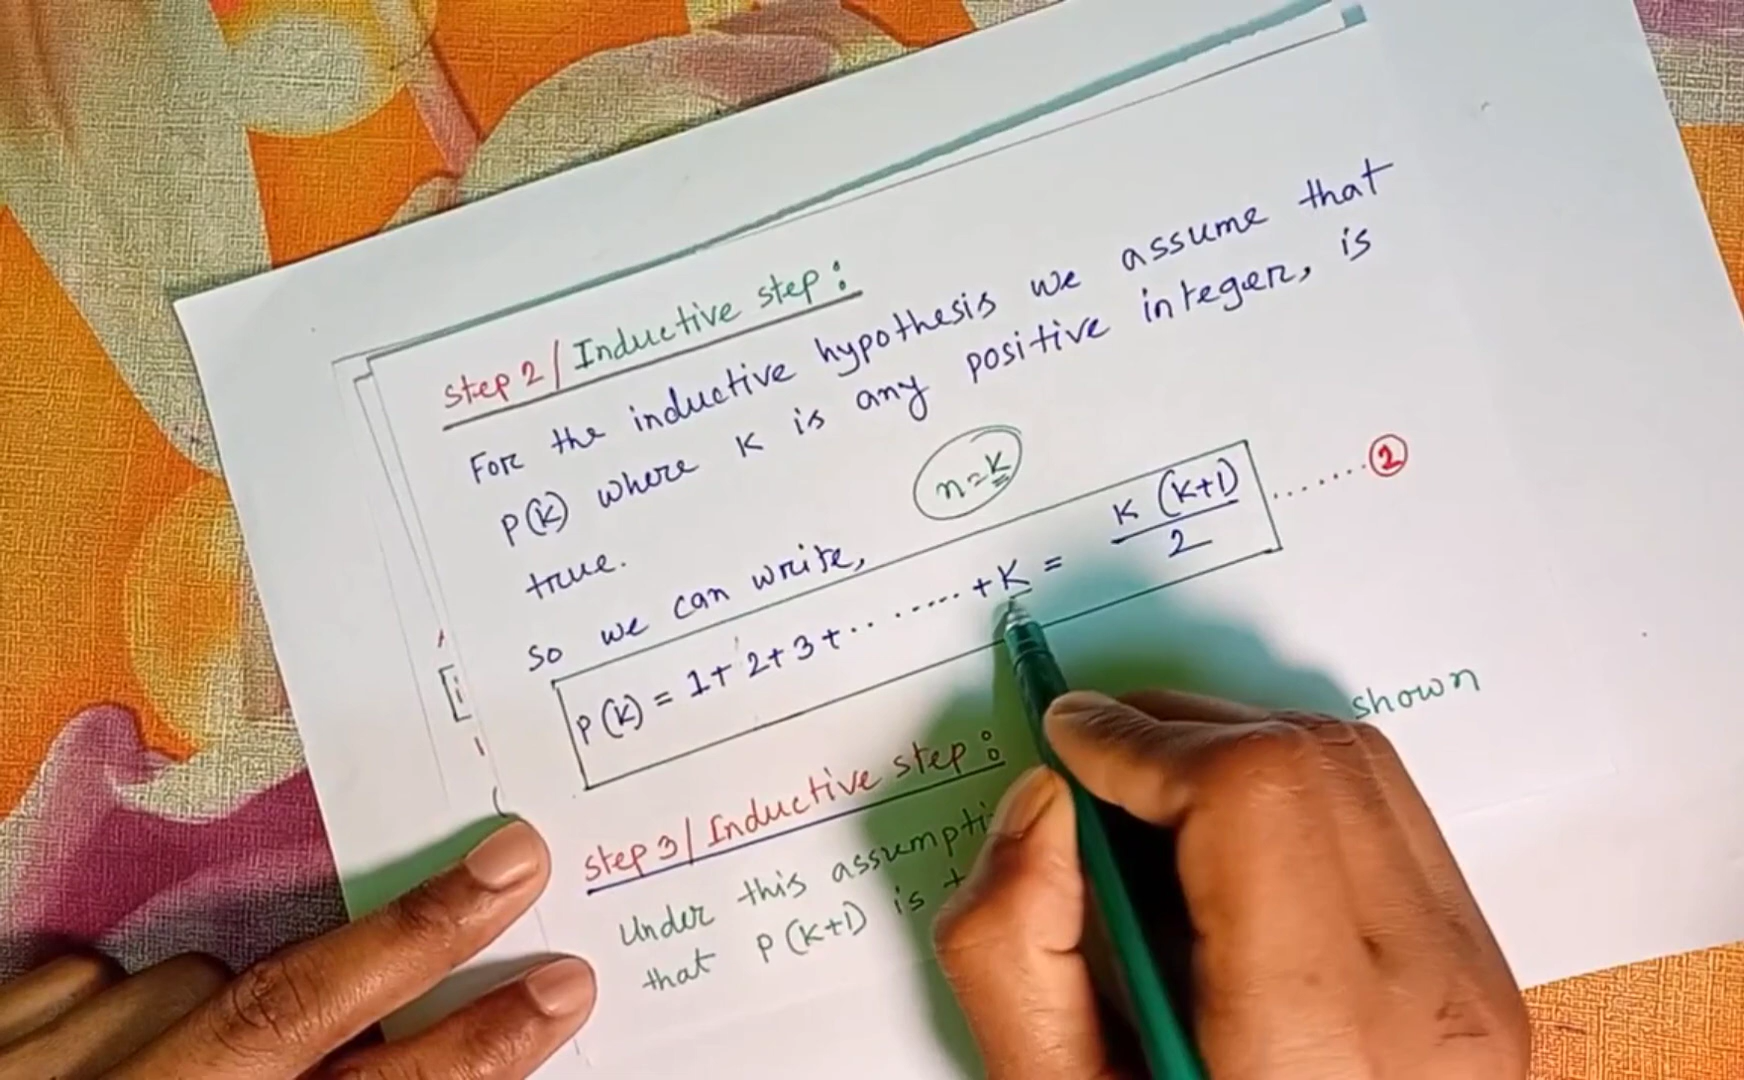 Step 2/ Inductive step:
For the inductive hypothesis we assume that
P(K) where K is any positive integer, is
true.
n=k
So we can write,
P(K) = 1+ 2+3+.........+K = K (K+1) / 2 ........②
Step 3/ Inductive step:
Under this shown
that P(K+1) is